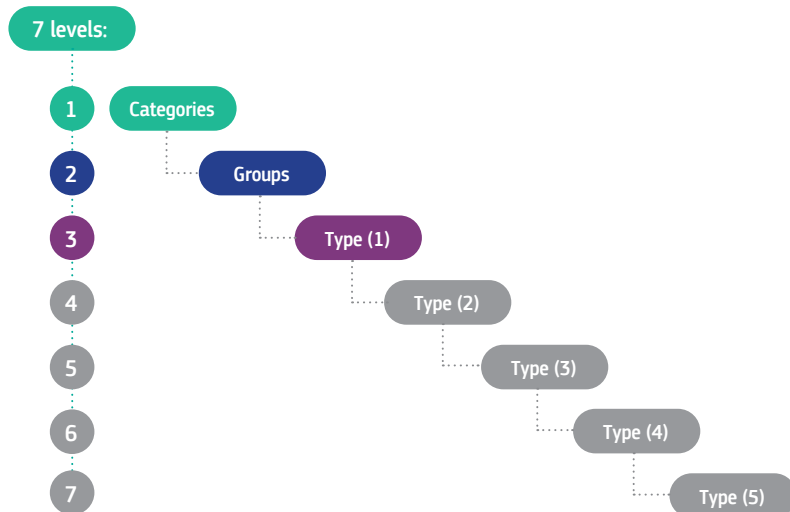 7 levels:
1 Categories
2 Groups
3 Type (1)
4 Type (2)
5 Type (3)
6 Type (4)
7 Type (5)